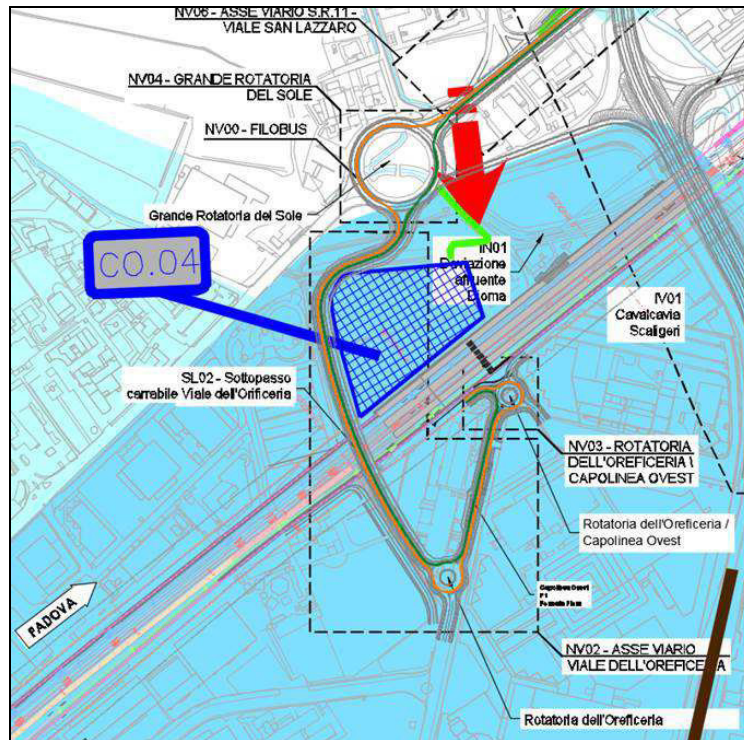 NV06 - ASSE VIARIO S.R.11 -
VIALE SAN LAZZARO
NV04 - GRANDE ROTATORIA
DEL SOLE
NV00 - FILOBUS
Grande Rotatoria del Sole
CO.04
IN01
Deviazione
affluente
Dioma
IV01
Cavalcavia
Scaligeri
SL02 - Sottopasso
carrabile Viale dell'Orificeria
NV03 - ROTATORIA
DELL'OREFICERIA \
CAPOLINEA OVEST
Rotatoria dell'Oreficeria /
Capolinea Ovest
PADOVA
NV02 - ASSE VIARIO
VIALE DELL'OREFICERIA
Rotatoria dell'Oreficeria